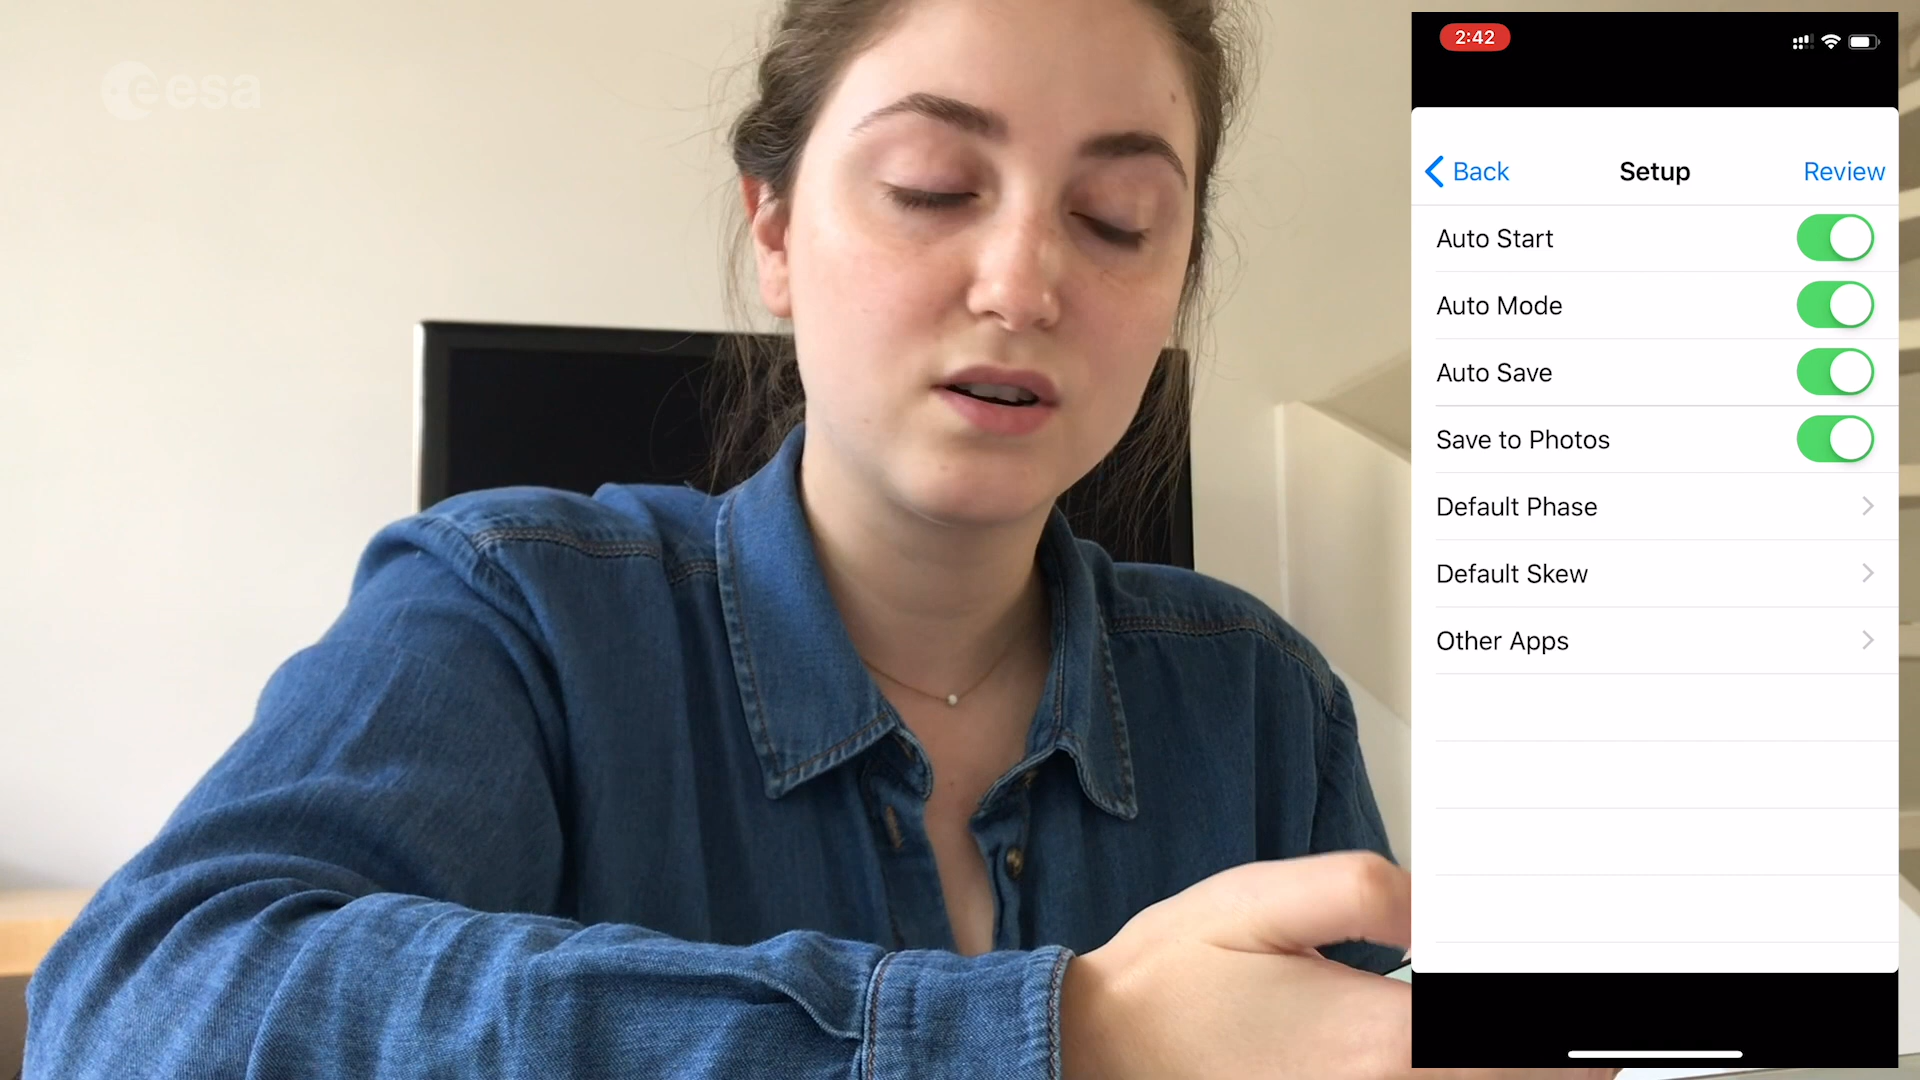 eesa
2:42
Back Setup Review
Auto Start
Auto Mode
Auto Save
Save to Photos
Default Phase
Default Skew
Other Apps